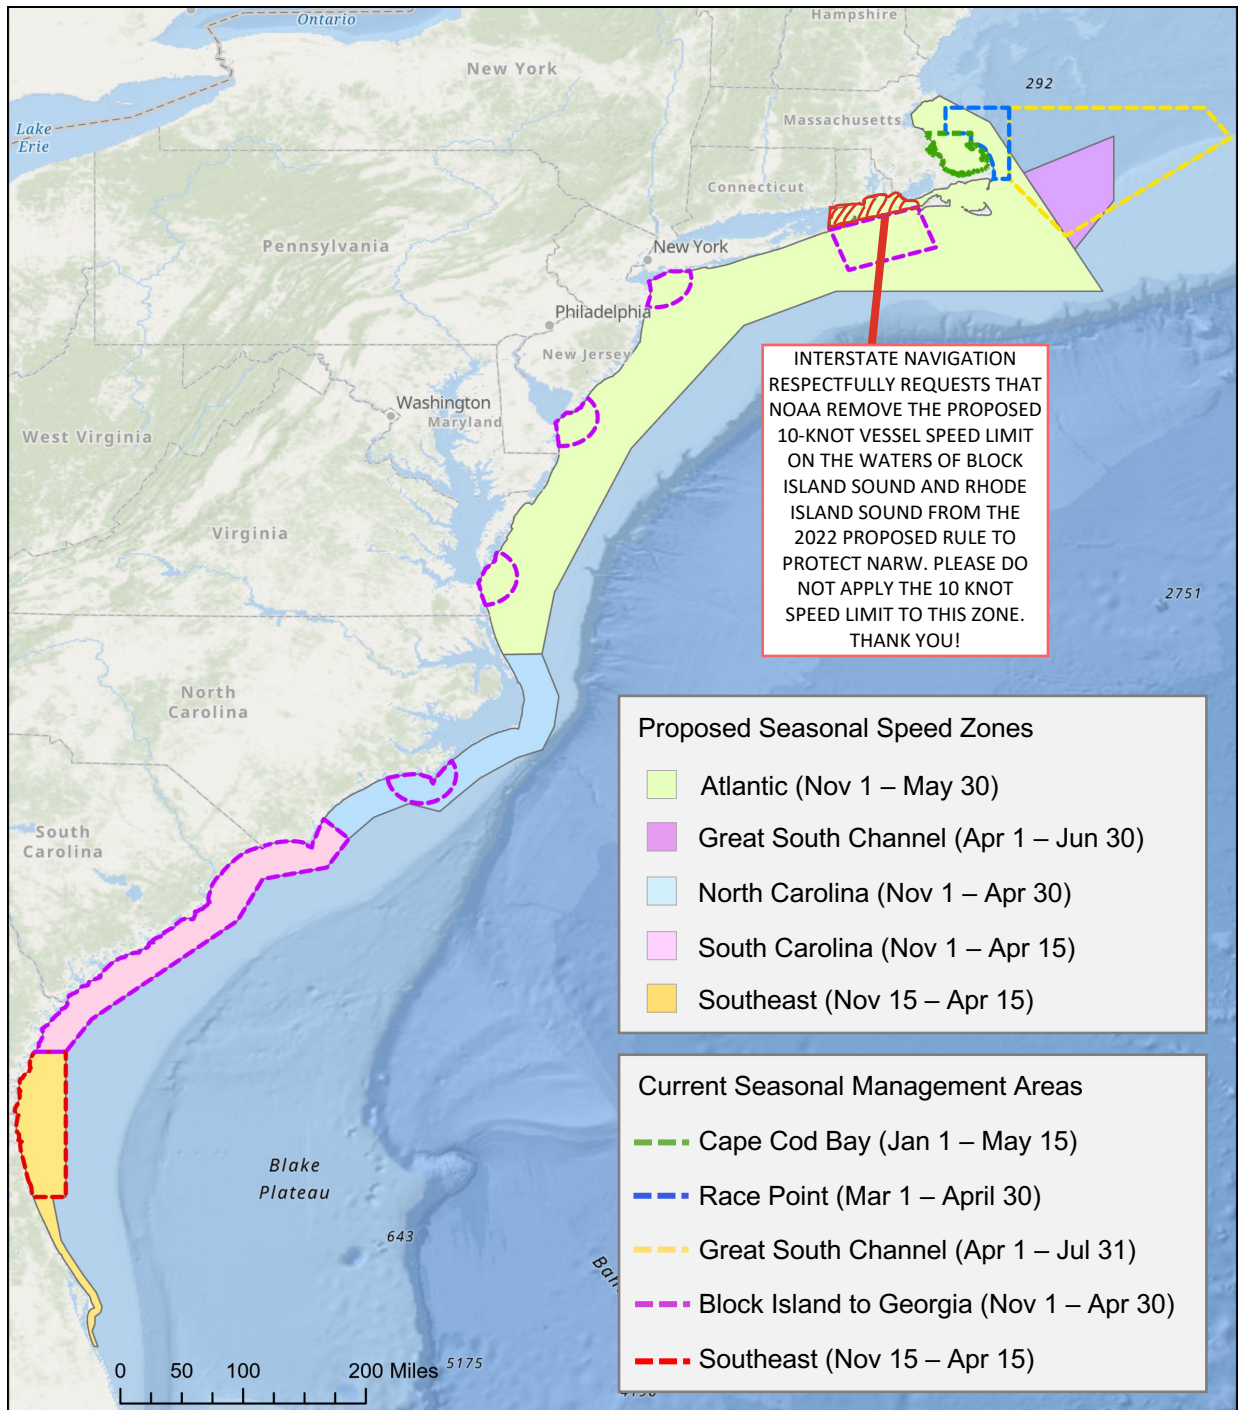 Ontario
Hampshire
New York
292
Lake
Erie
Massachusetts
Connecticut
Pennsylvania
New York
Philadelphia
New Jersey
Washington
Maryland
West Virginia
Virginia
INTERSTATE NAVIGATION
RESPECTFULLY REQUESTS THAT
NOAA REMOVE THE PROPOSED
10-KNOT VESSEL SPEED LIMIT
ON THE WATERS OF BLOCK
ISLAND SOUND AND RHODE
ISLAND SOUND FROM THE
2022 PROPOSED RULE TO
PROTECT NARW. PLEASE DO
NOT APPLY THE 10 KNOT
SPEED LIMIT TO THIS ZONE.
THANK YOU!
2751
North
Carolina
South
Carolina
Proposed Seasonal Speed Zones
Atlantic (Nov 1 – May 30)
Great South Channel (Apr 1 – Jun 30)
North Carolina (Nov 1 – Apr 30)
South Carolina (Nov 1 – Apr 15)
Southeast (Nov 15 – Apr 15)
Current Seasonal Management Areas
Cape Cod Bay (Jan 1 – May 15)
Race Point (Mar 1 – April 30)
Great South Channel (Apr 1 – Jul 31)
Block Island to Georgia (Nov 1 – Apr 30)
Southeast (Nov 15 – Apr 15)
Blake
Plateau
643
5175
0 50 100 200 Miles